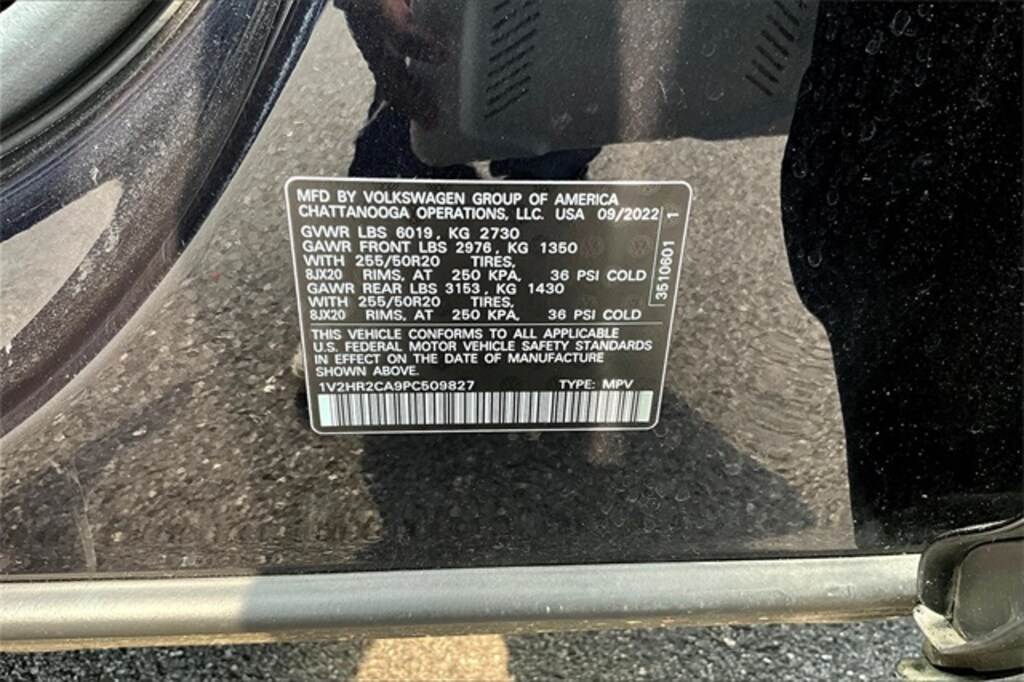 MFD BY VOLKSWAGEN GROUP OF AMERICA
CHATTANOOGA OPERATIONS, LLC. USA 09/2022
GVWR LBS 6019, KG 2730
GAWR FRONT LBS 2976, KG 1350
WITH 255/50R20 TIRES,
8JX20 RIMS, AT 250 KPA, 36 PSI COLD
GAWR REAR LBS 3153, KG 1430
WITH 255/50R20 TIRES,
8JX20 RIMS, AT 250 KPA, 36 PSI COLD
3510601 1
THIS VEHICLE CONFORMS TO ALL APPLICABLE
U.S. FEDERAL MOTOR VEHICLE SAFETY STANDARDS
IN EFFECT ON THE DATE OF MANUFACTURE
SHOWN ABOVE.
1V2HR2CA9PC509827 TYPE: MPV